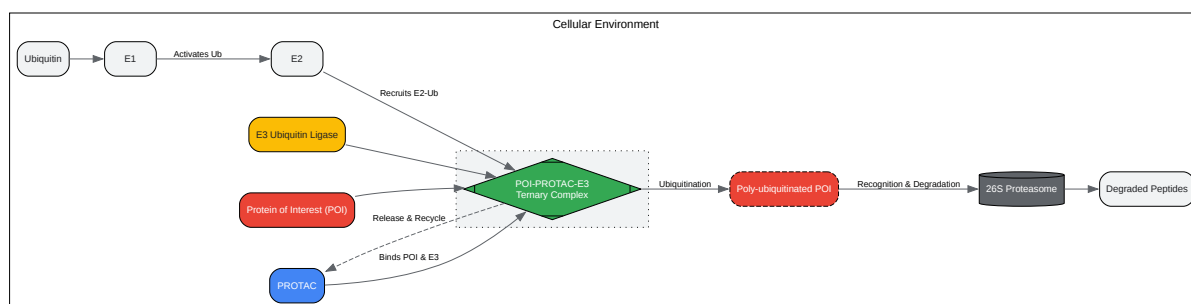 Cellular Environment
Ubiquitin
E1
Activates Ub
E2
Recruits E2-Ub
E3 Ubiquitin Ligase
POI-PROTAC-E3
Ternary Complex
Ubiquitination
Poly-ubiquitinated POI
Recognition & Degradation
26S Proteasome
Degraded Peptides
Protein of Interest (POI)
Release & Recycle
Binds POI & E3
PROTAC